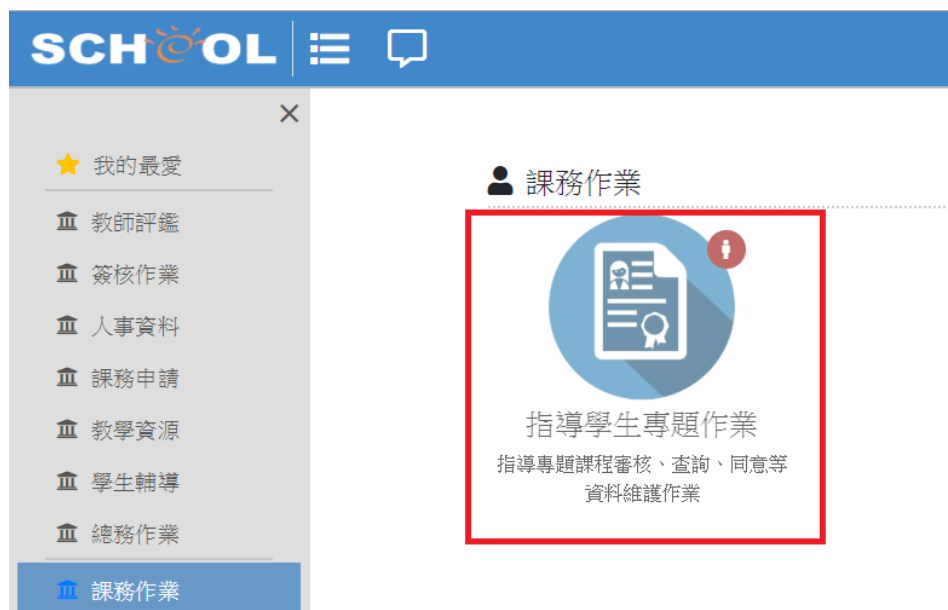 SCHOOL
我的最愛
教師評鑑
簽核作業
人事資料
課務申請
教學資源
學生輔導
總務作業
課務作業
課務作業
指導學生專題作業
指導專題課程審核、查詢、同意等
資料維護作業